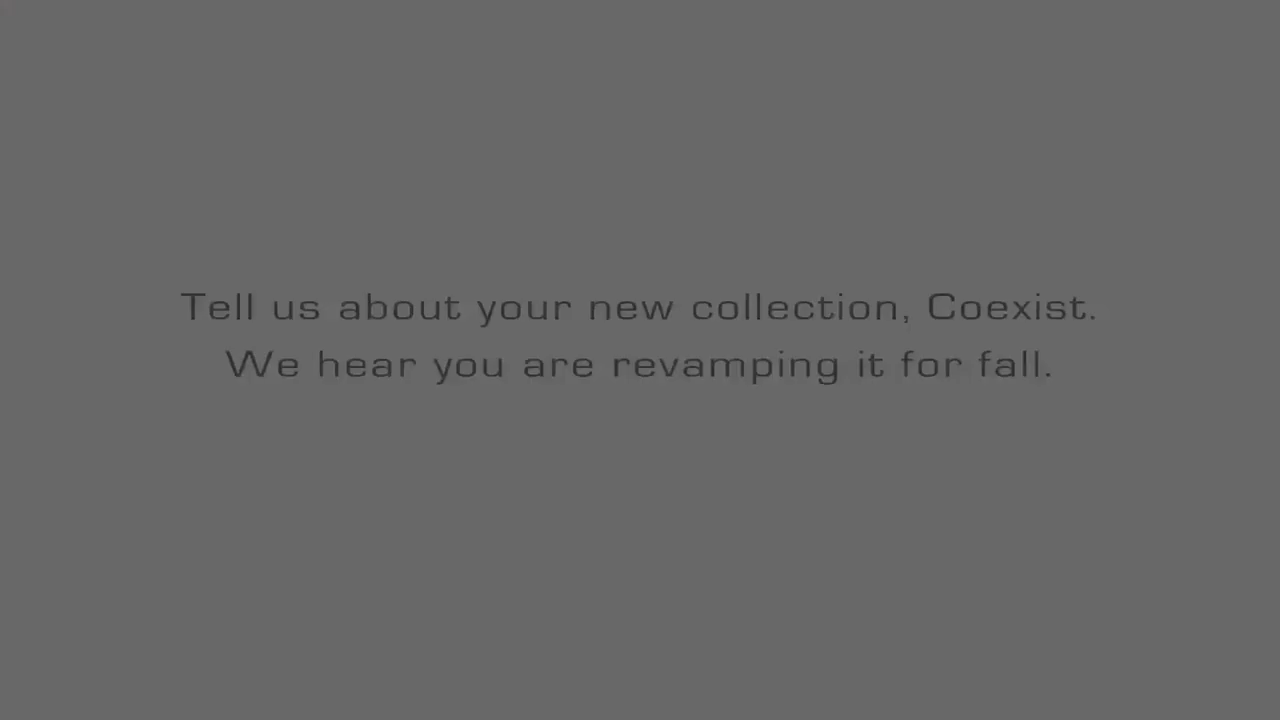 Tell us about your new collection, Coexist.
We hear you are revamping it for fall.